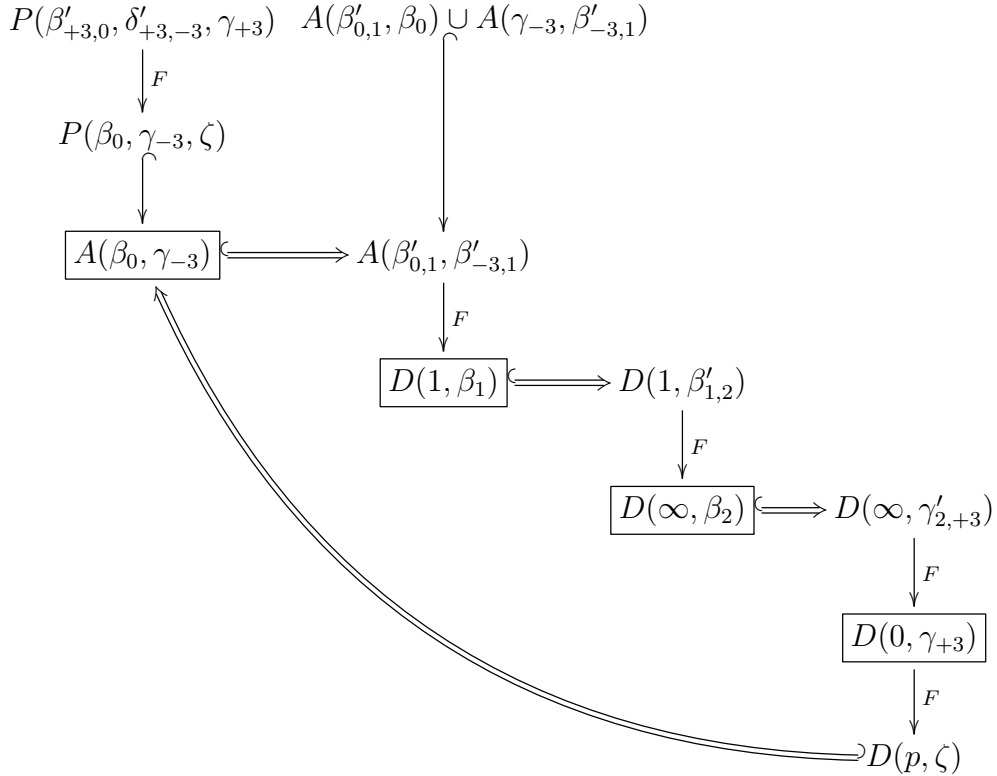 P(β′₊₃,₀, δ′₊₃,₋₃, γ₊₃) A(β′₀,₁, β₀) ∪ A(γ₋₃, β′₋₃,₁)
F
P(β₀, γ₋₃, ζ)
A(β₀, γ₋₃) A(β′₀,₁, β′₋₃,₁)
F
D(1, β₁) D(1, β′₁,₂)
F
D(∞, β₂) D(∞, γ′₂,₊₃)
F
D(0, γ₊₃)
F
D(p, ζ)